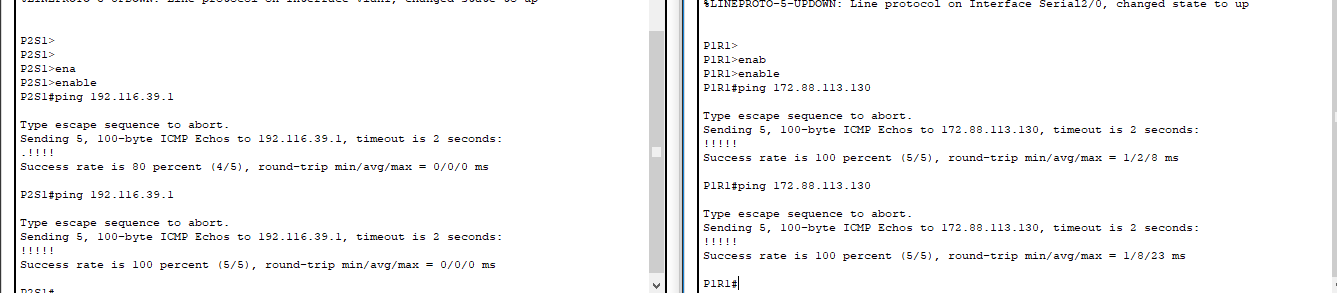 %LINEPROTO-5-UPDOWN: Line protocol on Interface Vlan1, changed state to up
P2S1>
P2S1>
P2S1>ena
P2S1>enable
P2S1#ping 192.116.39.1
Type escape sequence to abort.
Sending 5, 100-byte ICMP Echos to 192.116.39.1, timeout is 2 seconds:
.!!!!
Success rate is 80 percent (4/5), round-trip min/avg/max = 0/0/0 ms
P2S1#ping 192.116.39.1
Type escape sequence to abort.
Sending 5, 100-byte ICMP Echos to 192.116.39.1, timeout is 2 seconds:
!!!!!
Success rate is 100 percent (5/5), round-trip min/avg/max = 0/0/0 ms
P2S1#
%LINEPROTO-5-UPDOWN: Line protocol on Interface Serial2/0, changed state to up
P1R1>
P1R1>enab
P1R1>enable
P1R1#ping 172.88.113.130
Type escape sequence to abort.
Sending 5, 100-byte ICMP Echos to 172.88.113.130, timeout is 2 seconds:
!!!!!
Success rate is 100 percent (5/5), round-trip min/avg/max = 1/2/8 ms
P1R1#ping 172.88.113.130
Type escape sequence to abort.
Sending 5, 100-byte ICMP Echos to 172.88.113.130, timeout is 2 seconds:
!!!!!
Success rate is 100 percent (5/5), round-trip min/avg/max = 1/8/23 ms
P1R1#